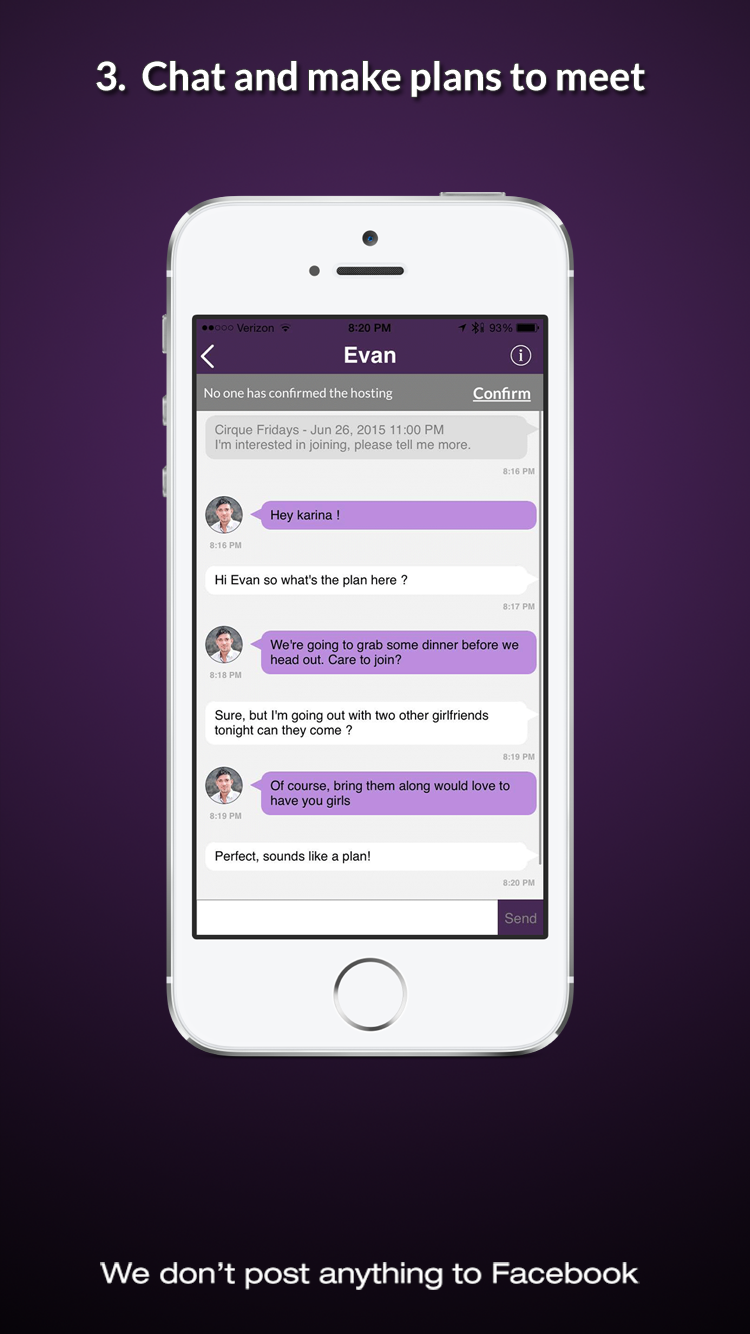 3. Chat and make plans to meet
Verizon 8:20 PM 93%
Evan
No one has confirmed the hosting Confirm
Cirque Fridays - Jun 26, 2015 11:00 PM
I'm interested in joining, please tell me more.
8:16 PM
Hey karina !
8:16 PM
Hi Evan so what's the plan here ?
8:17 PM
We're going to grab some dinner before we
head out. Care to join?
8:18 PM
Sure, but I'm going out with two other girlfriends
tonight can they come ?
8:19 PM
Of course, bring them along would love to
have you girls
8:19 PM
Perfect, sounds like a plan!
8:20 PM
Send
We don't post anything to Facebook